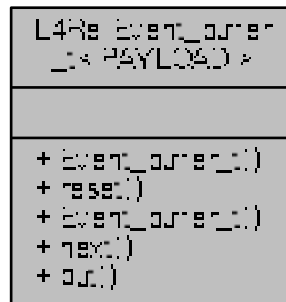 L4Re::Event_buffer
_t< PAYLOAD >
+ Event_buffer_t()
+ reset()
+ Event_buffer_t()
+ next()
+ put()